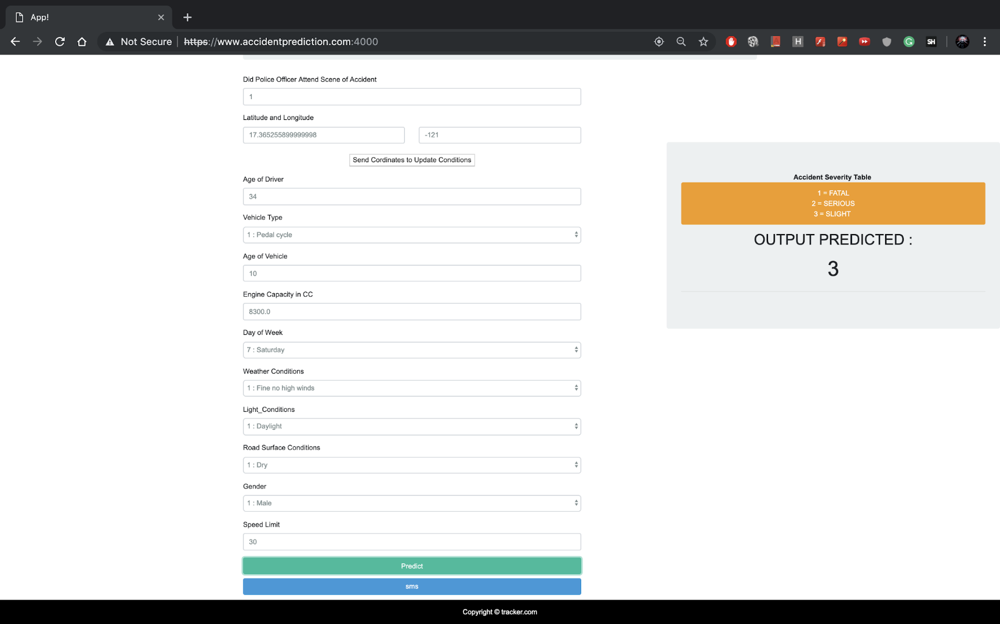 App!
Not Secure https://www.accidentprediction.com:4000
H
G
SH
Did Police Officer Attend Scene of Accident
1
Latitude and Longitude
17.365255899999998
-121
Send Cordinates to Update Conditions
Age of Driver
34
Vehicle Type
1 : Pedal cycle
Age of Vehicle
10
Engine Capacity in CC
8300.0
Day of Week
7 : Saturday
Weather Conditions
1 : Fine no high winds
Light_Conditions
1 : Daylight
Road Surface Conditions
1 : Dry
Gender
1 : Male
Speed Limit
30
Predict
sms
Accident Severity Table
1 = FATAL
2 = SERIOUS
3 = SLIGHT
OUTPUT PREDICTED :
3
Copyright © tracker.com